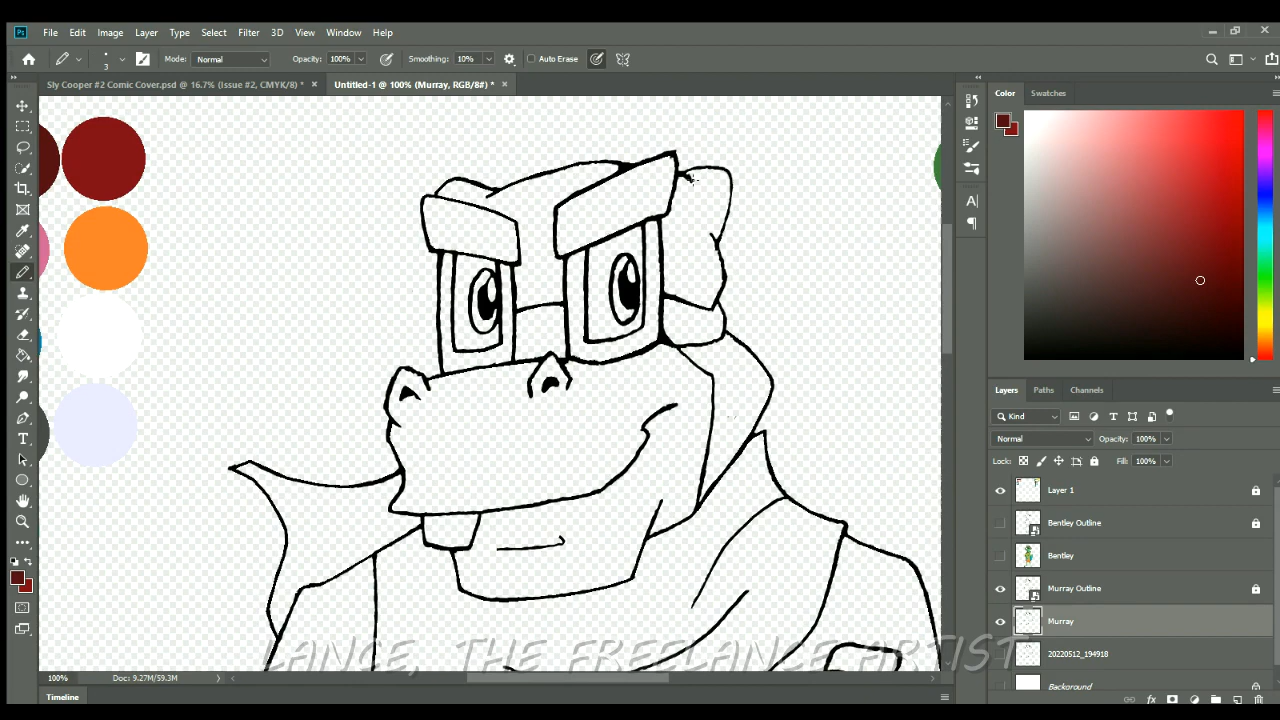 Ps File Edit Image Layer Type Select Filter 3D View Window Help
3 Mode: Normal Opacity: 100% Smoothing: 10% Auto Erase
Sly Cooper #2 Comic Cover.psd @ 16.7% (Issue #2, CMYK/8) * Untitled-1 @ 100% (Murray, RGB/8#) *
Color Swatches
Layers Paths Channels
Kind
Normal Opacity: 100%
Lock: Fill: 100%
Layer 1
Bentley Outline
Bentley
Murray Outline
Murray
20220512_194918
Background
LANCE, THE FREELANCE ARTIST
100% Doc: 9.27M/59.3M
Timeline